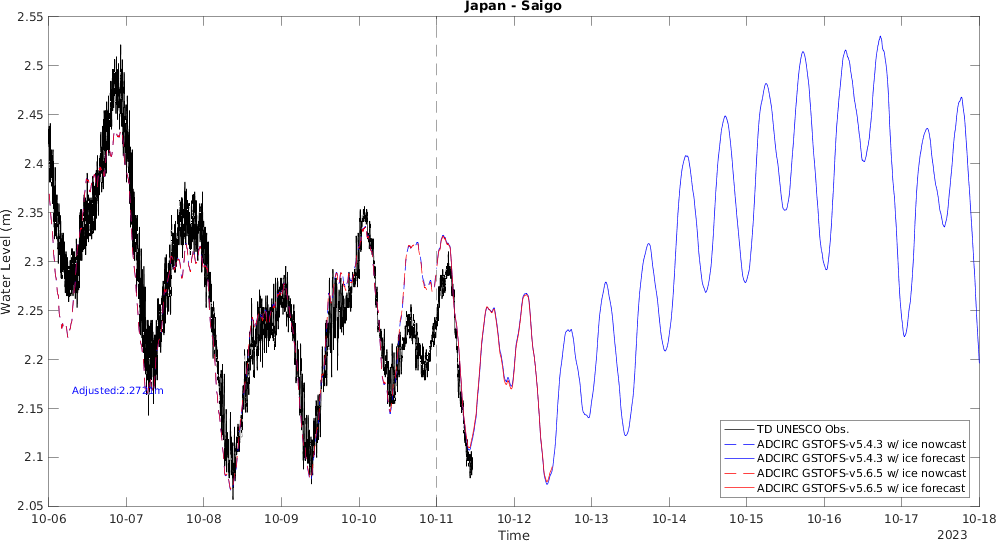 Japan - Saigo
Water Level (m)
2.55
2.5
2.45
2.4
2.35
2.3
2.25
2.2
2.15
2.1
2.05
Adjusted:2.272 m
TD UNESCO Obs.
ADCIRC GSTOFS-v5.4.3 w/ ice nowcast
ADCIRC GSTOFS-v5.4.3 w/ ice forecast
ADCIRC GSTOFS-v5.6.5 w/ ice nowcast
ADCIRC GSTOFS-v5.6.5 w/ ice forecast
10-06 10-07 10-08 10-09 10-10 10-11 10-12 10-13 10-14 10-15 10-16 10-17 10-18
Time
2023